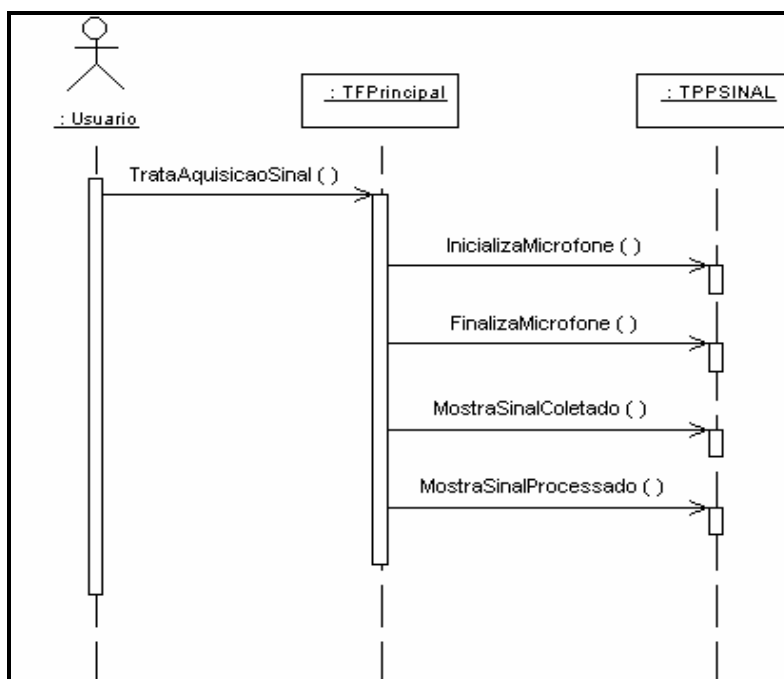 : Usuario
: TFPrincipal
: TPPSINAL
TrataAquisicaoSinal ( )
InicializaMicrofone ( )
FinalizaMicrofone ( )
MostraSinalColetado ( )
MostraSinalProcessado ( )